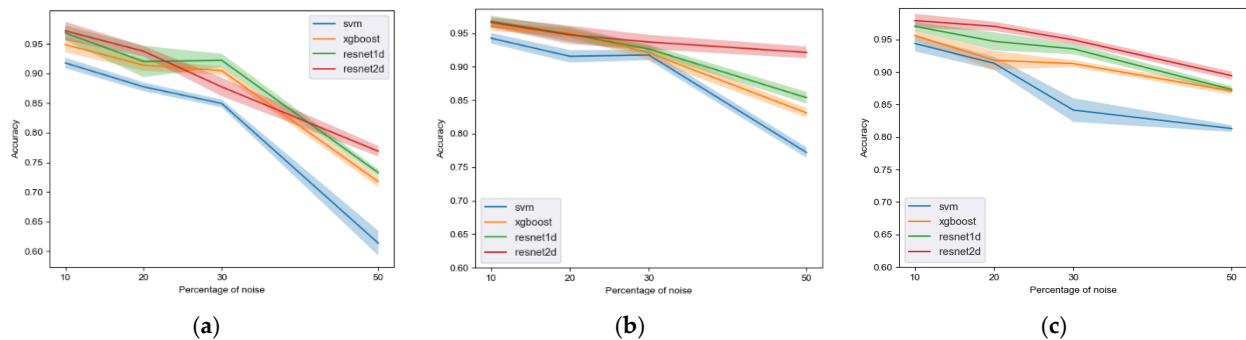 0.95
0.90
0.85
0.80
0.75
0.70
0.65
0.60
Accuracy
10
20
30
50
Percentage of noise
svm
xgboost
resnet1d
resnet2d
(a)
0.95
0.90
0.85
0.80
0.75
0.70
0.65
0.60
Accuracy
10
20
30
50
Percentage of noise
svm
xgboost
resnet1d
resnet2d
(b)
0.95
0.90
0.85
0.80
0.75
0.70
0.65
0.60
Accuracy
10
20
30
50
Percentage of noise
svm
xgboost
resnet1d
resnet2d
(c)